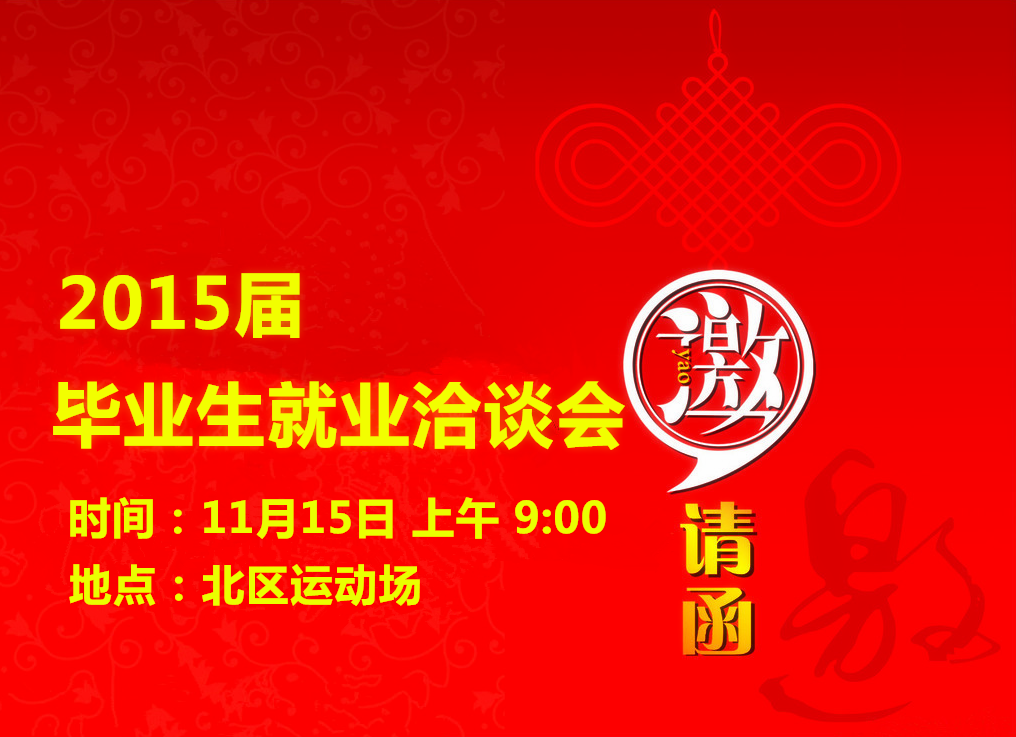 2015届
毕业生就业洽谈会
时间：11月15日 上午 9:00
地点：北区运动场
邀
yao
请
函
邀